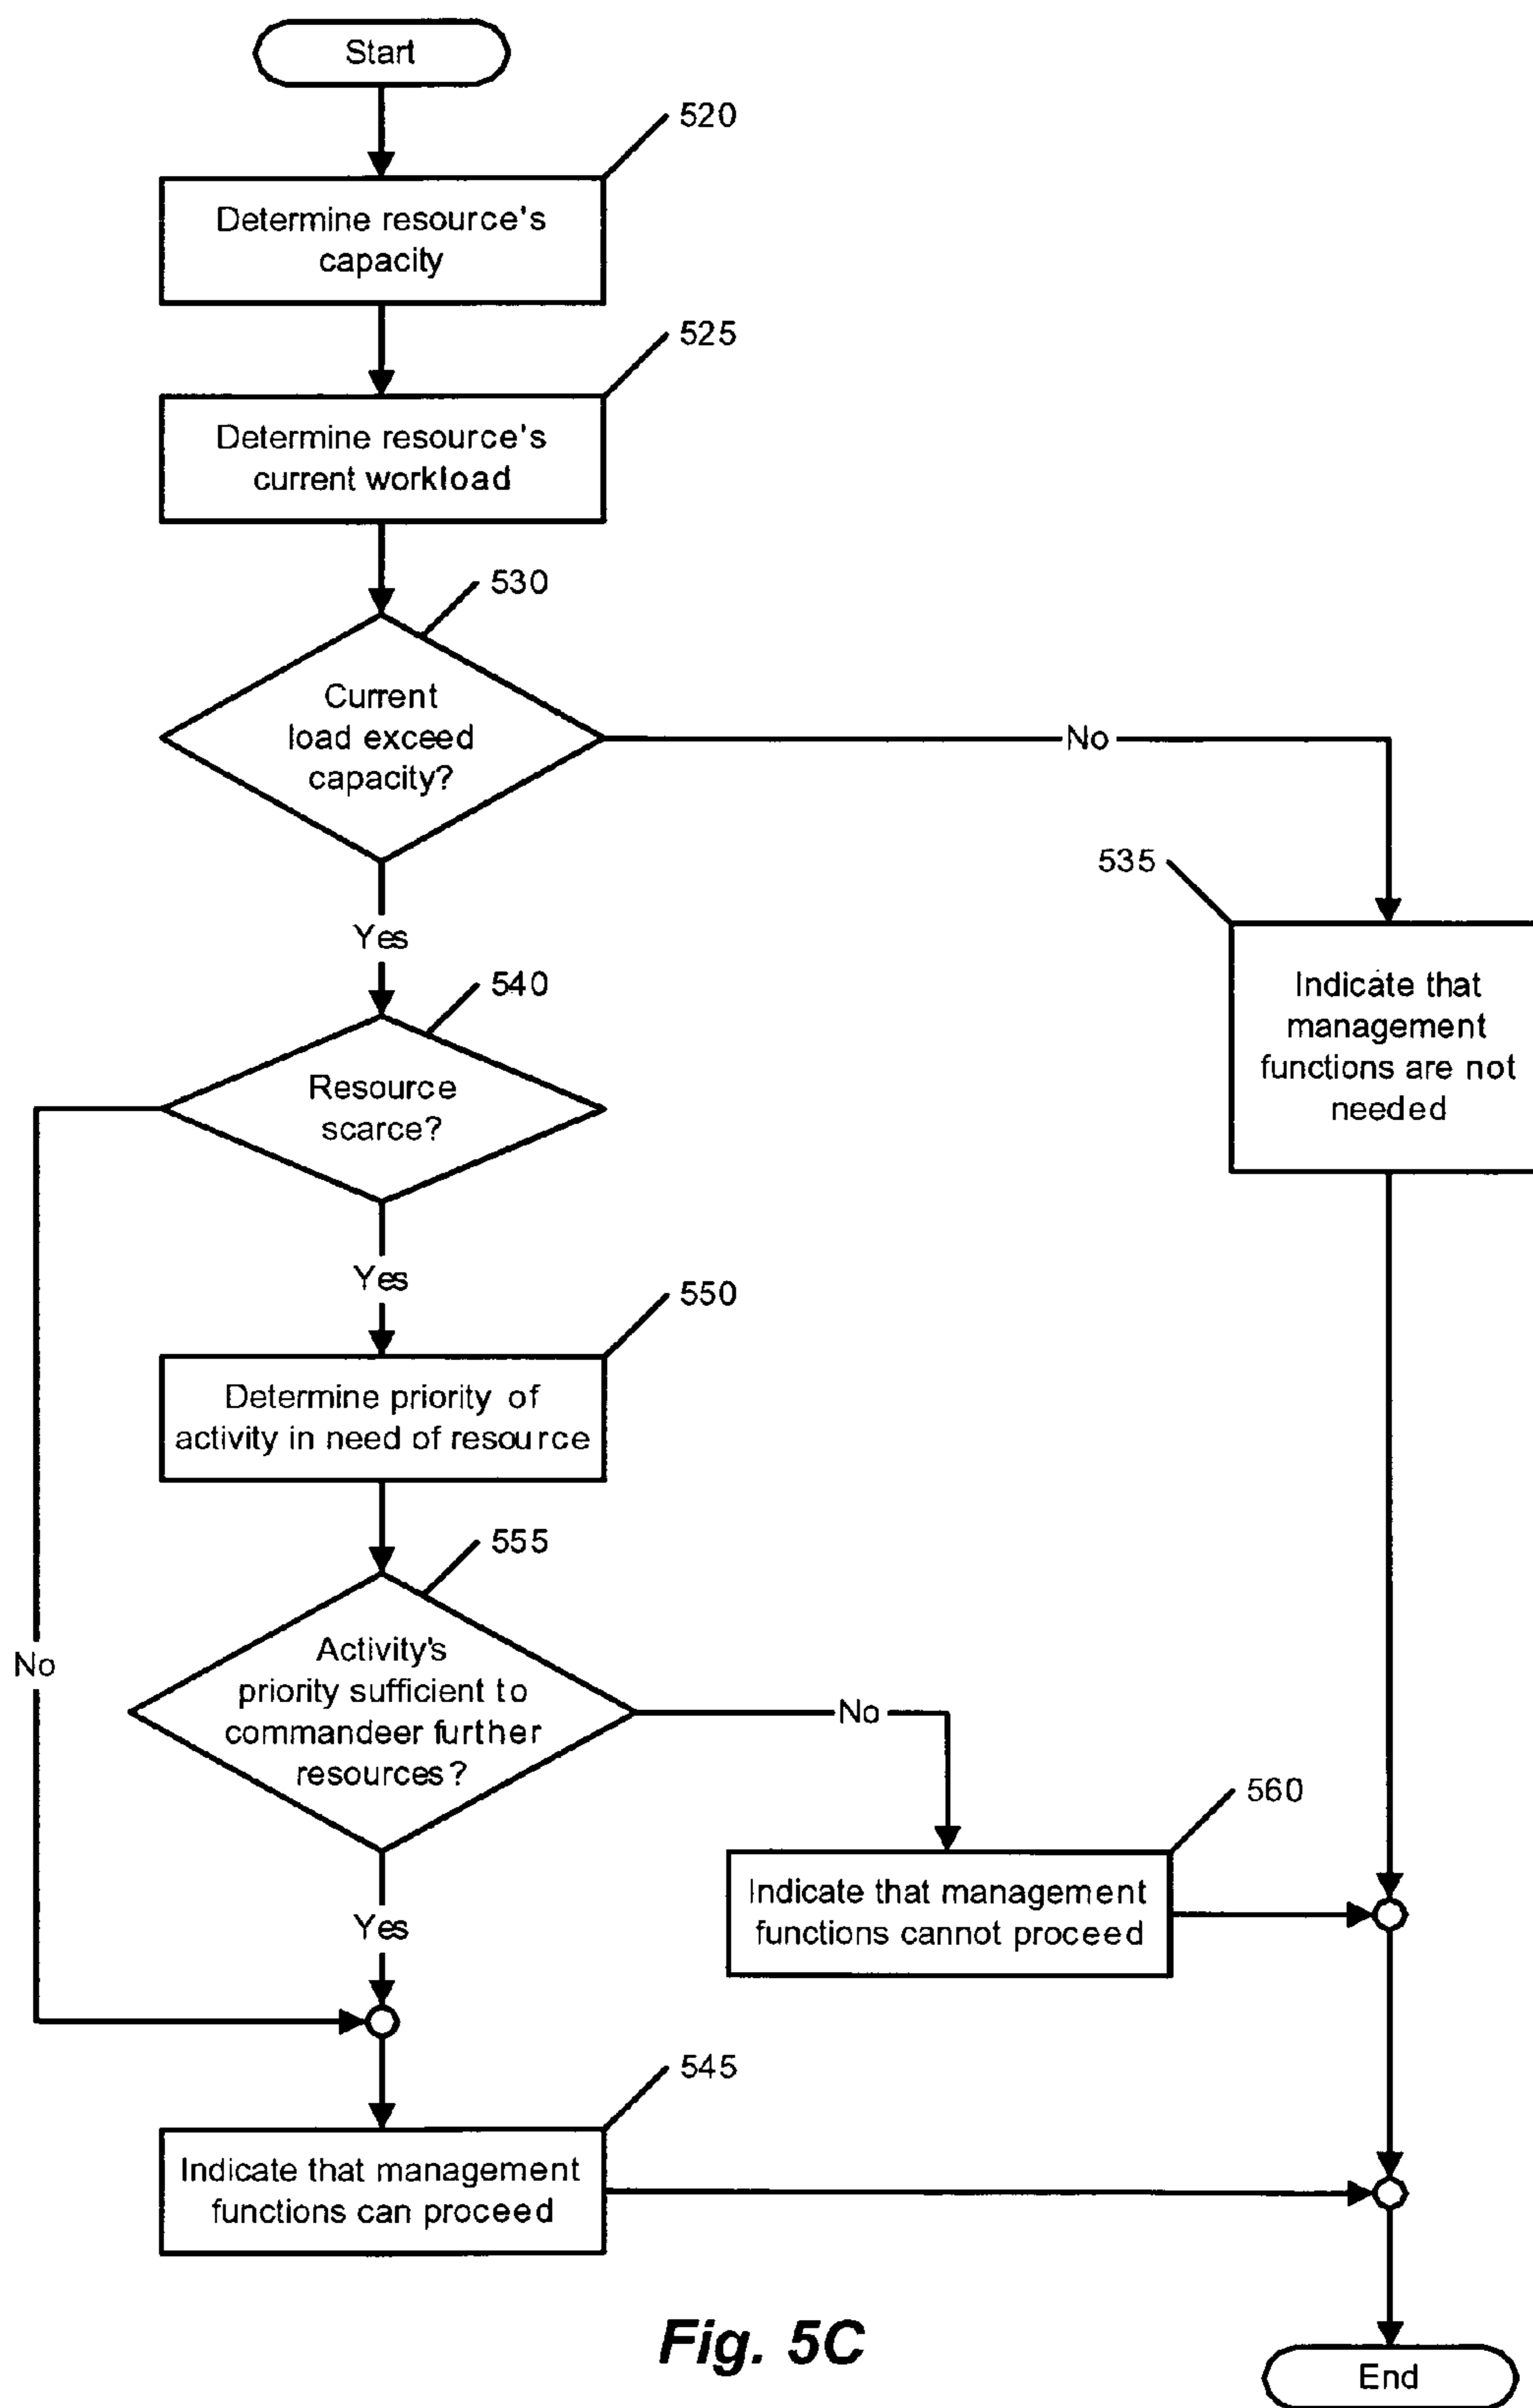 Start
520
Determine resource's
capacity
525
Determine resource's
current workload
530
Current
load exceed
capacity?
No
535
Yes
Indicate that
management
functions are not
needed
540
Resource
scarce?
Yes
550
Determine priority of
activity in need of resource
555
Activity's
priority sufficient to
commandeer further
resources?
No
No
560
Indicate that management
functions cannot proceed
Yes
545
Indicate that management
functions can proceed
Fig. 5C
End